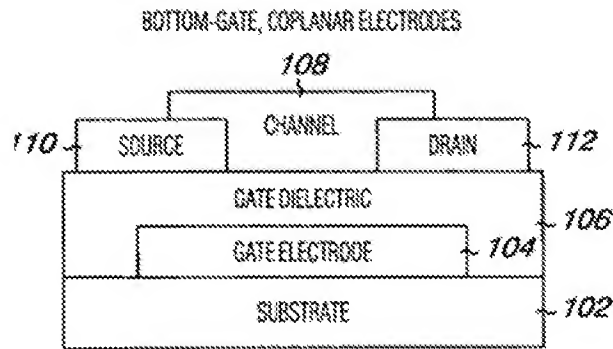 BOTTOM-GATE, COPLANAR ELECTRODES
108
110 SOURCE CHANNEL DRAIN 112
GATE DIELECTRIC
106
GATE ELECTRODE 104
SUBSTRATE 102